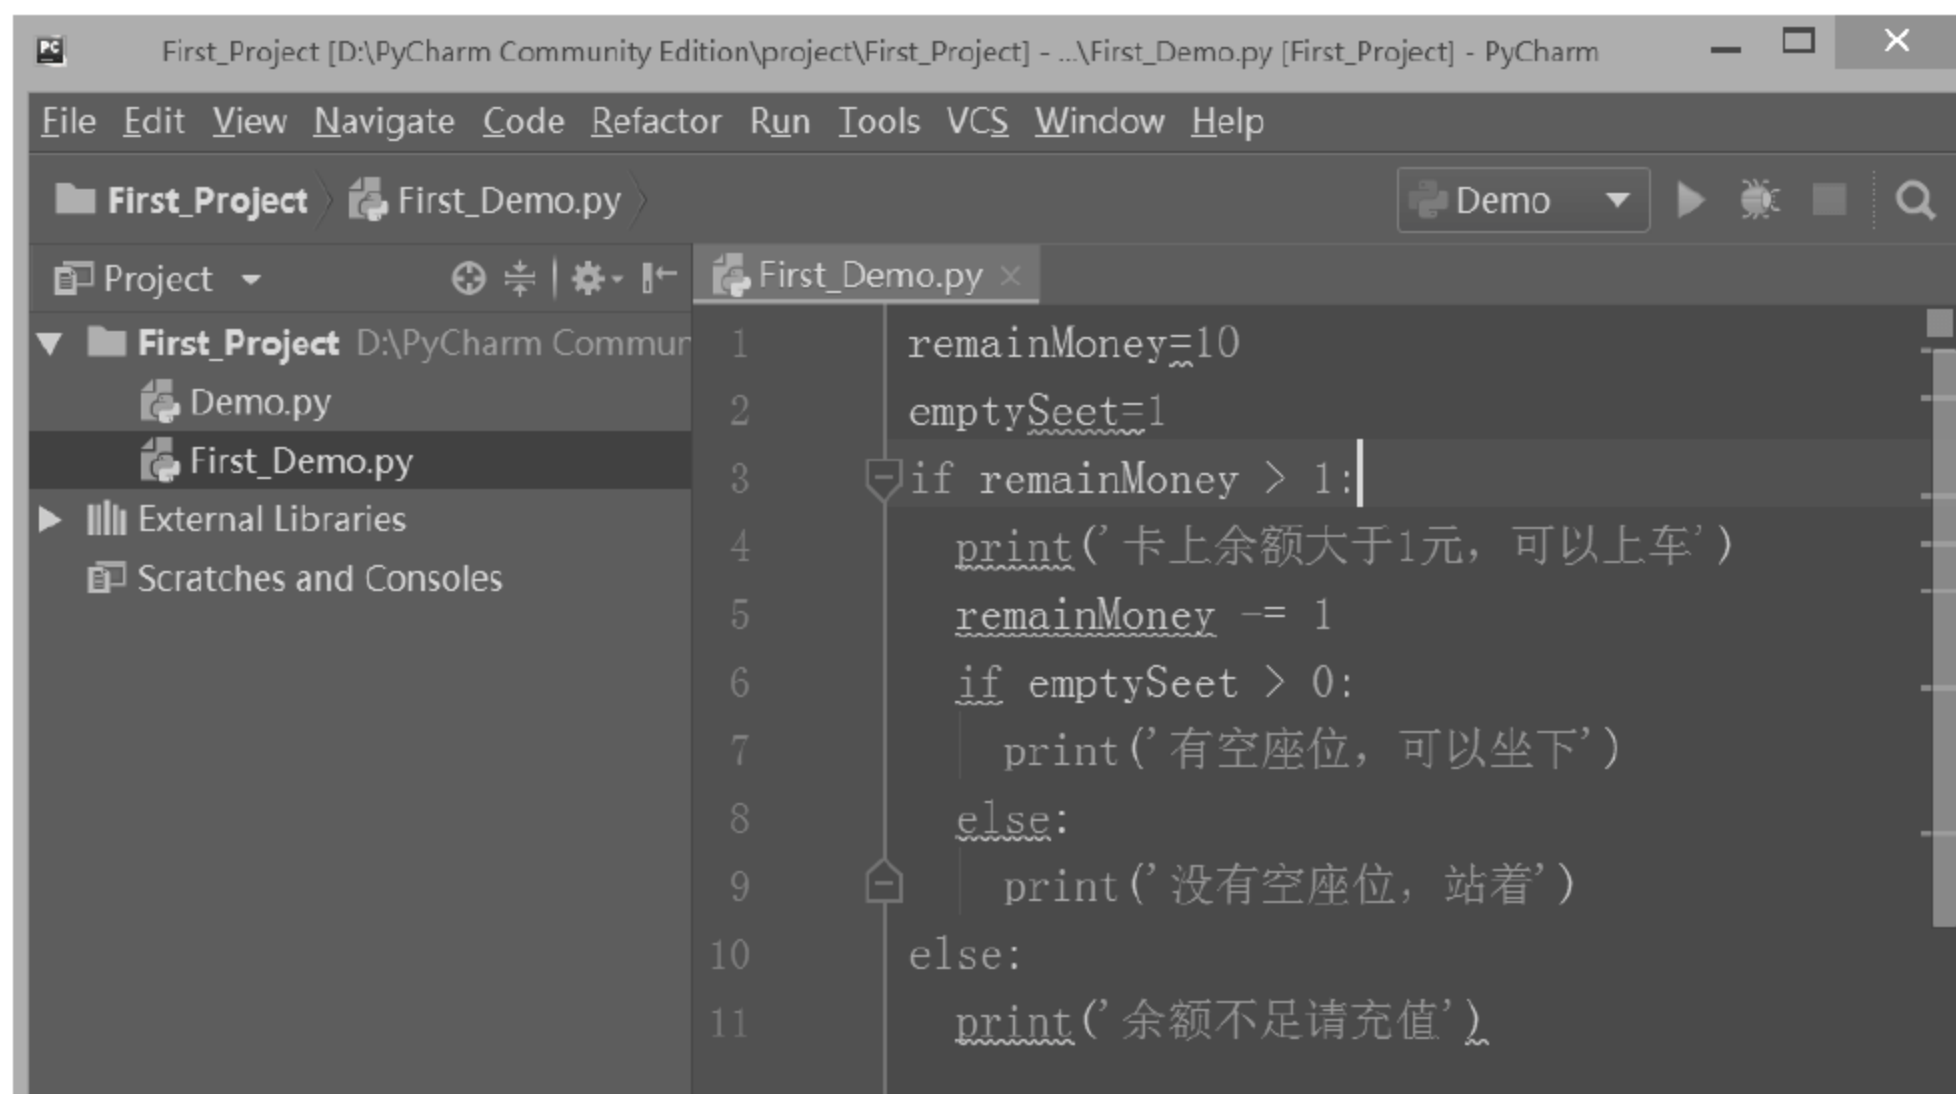 PC First_Project [D:\PyCharm Community Edition\project\First_Project] - ...\First_Demo.py [First_Project] - PyCharm
File Edit View Navigate Code Refactor Run Tools VCS Window Help
First_Project First_Demo.py Demo
Project
First_Demo.py
First_Project D:\PyCharm Commun
Demo.py
First_Demo.py
External Libraries
Scratches and Consoles
1 remainMoney=10
2 emptySeet=1
3 if remainMoney > 1:
4 print('卡上余额大于1元，可以上车')
5 remainMoney -= 1
6 if emptySeet > 0:
7 print('有空座位，可以坐下')
8 else:
9 print('没有空座位，站着')
10 else:
11 print('余额不足请充值')